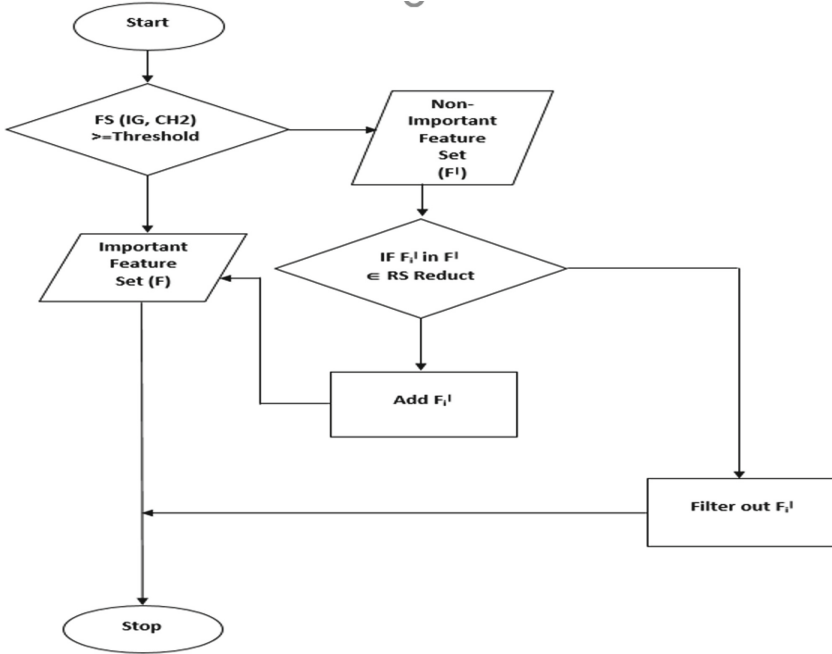 Start
FS (IG, CH2)
>=Threshold
Non-
Important
Feature
Set
(Fᴵ)
Important
Feature
Set (F)
IF Fᵢᴵ in Fᴵ
∈ RS Reduct
Add Fᵢᴵ
Filter out Fᵢᴵ
Stop